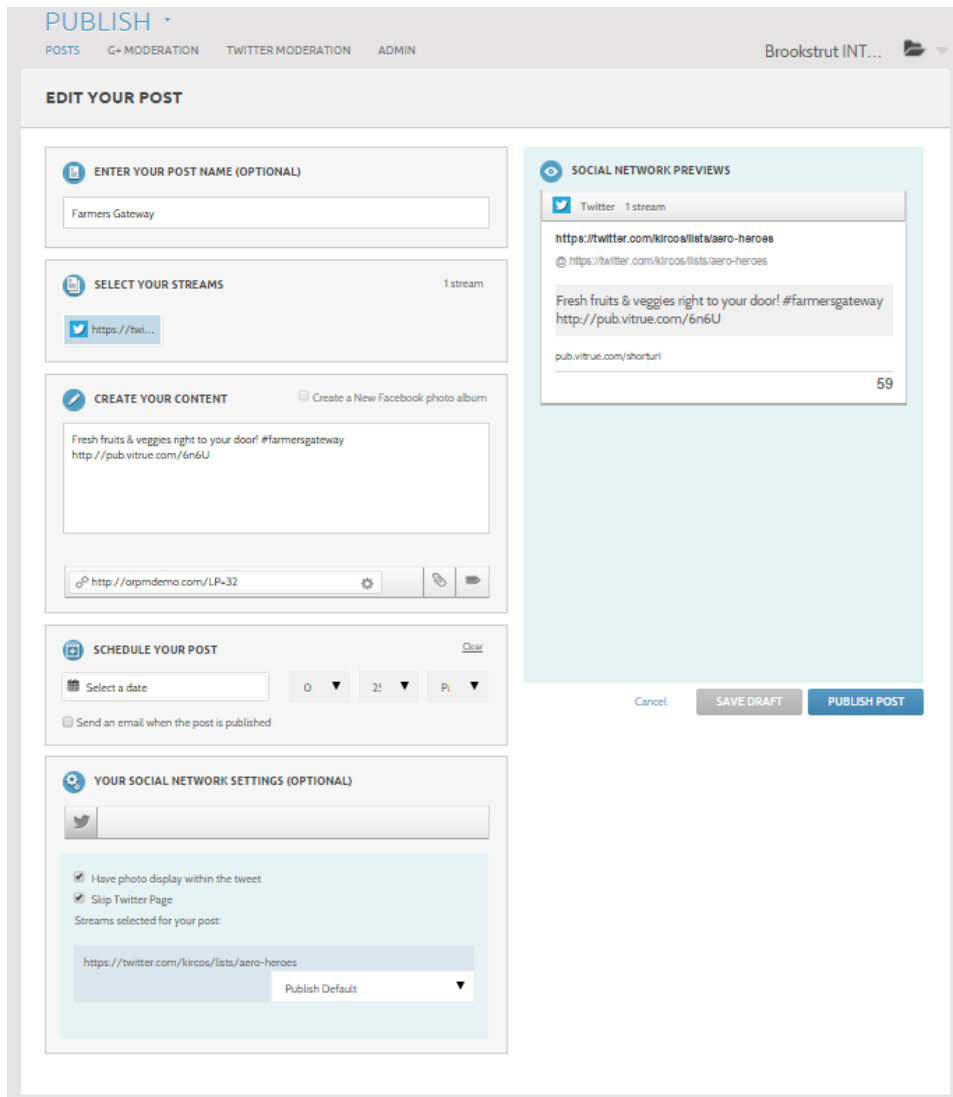 PUBLISH
POSTS G+ MODERATION TWITTER MODERATION ADMIN
Brookstrut INT...
EDIT YOUR POST
ENTER YOUR POST NAME (OPTIONAL)
Farmers Gateway
SELECT YOUR STREAMS
1 stream
https://twi...
CREATE YOUR CONTENT
Create a New Facebook photo album
Fresh fruits & veggies right to your door! #farmersgateway
http://pub.vitrue.com/6n6U
http://orpmdemo.com/LP=32
SCHEDULE YOUR POST
Clear
Select a date
Send an email when the post is published
YOUR SOCIAL NETWORK SETTINGS (OPTIONAL)
Have photo display within the tweet
Skip Twitter Page
Streams selected for your post:
https://twitter.com/kircos/lists/aero-heroes
Publish Default
SOCIAL NETWORK PREVIEWS
Twitter 1 stream
https://twitter.com/kircos/lists/aero-heroes
@ https://twitter.com/kircos/lists/aero-heroes
Fresh fruits & veggies right to your door! #farmersgateway
http://pub.vitrue.com/6n6U
pub.vitrue.com/shorturl
59
Cancel SAVE DRAFT PUBLISH POST